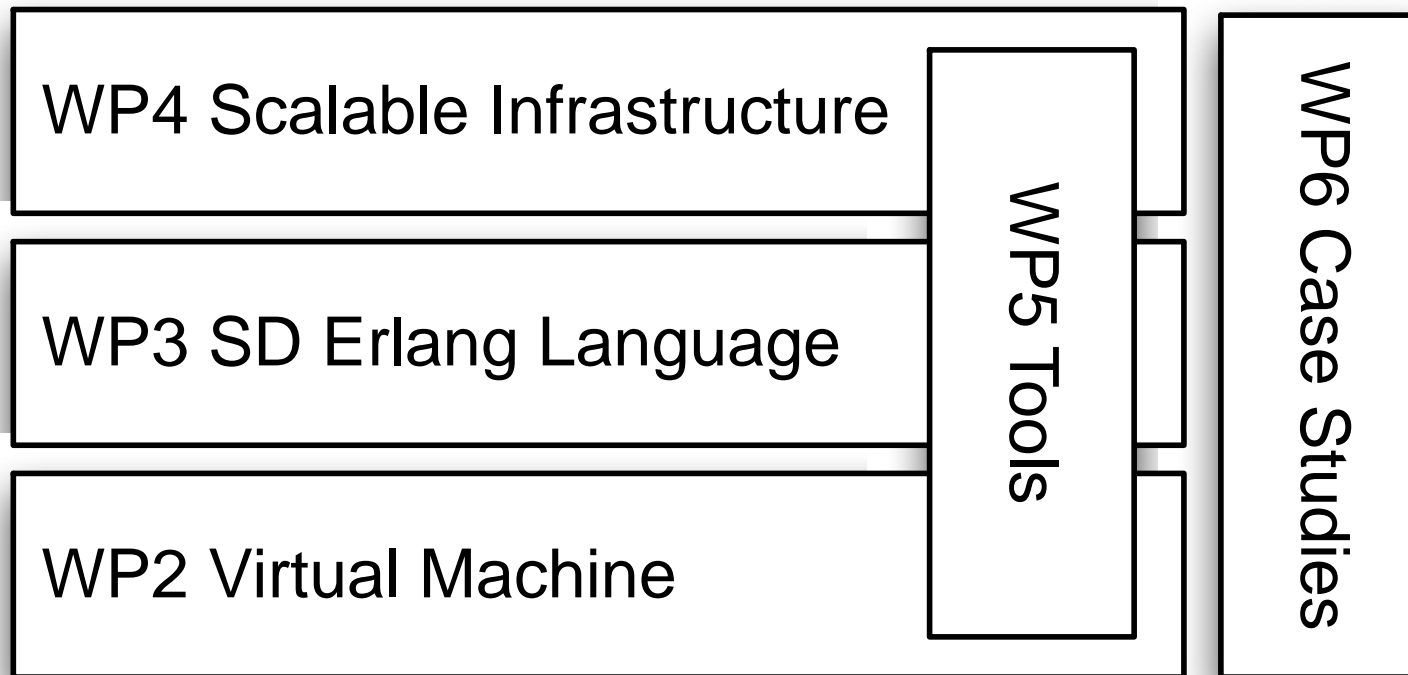 WP4 Scalable Infrastructure
WP3 SD Erlang Language
WP2 Virtual Machine
WP5 Tools
WP6 Case Studies